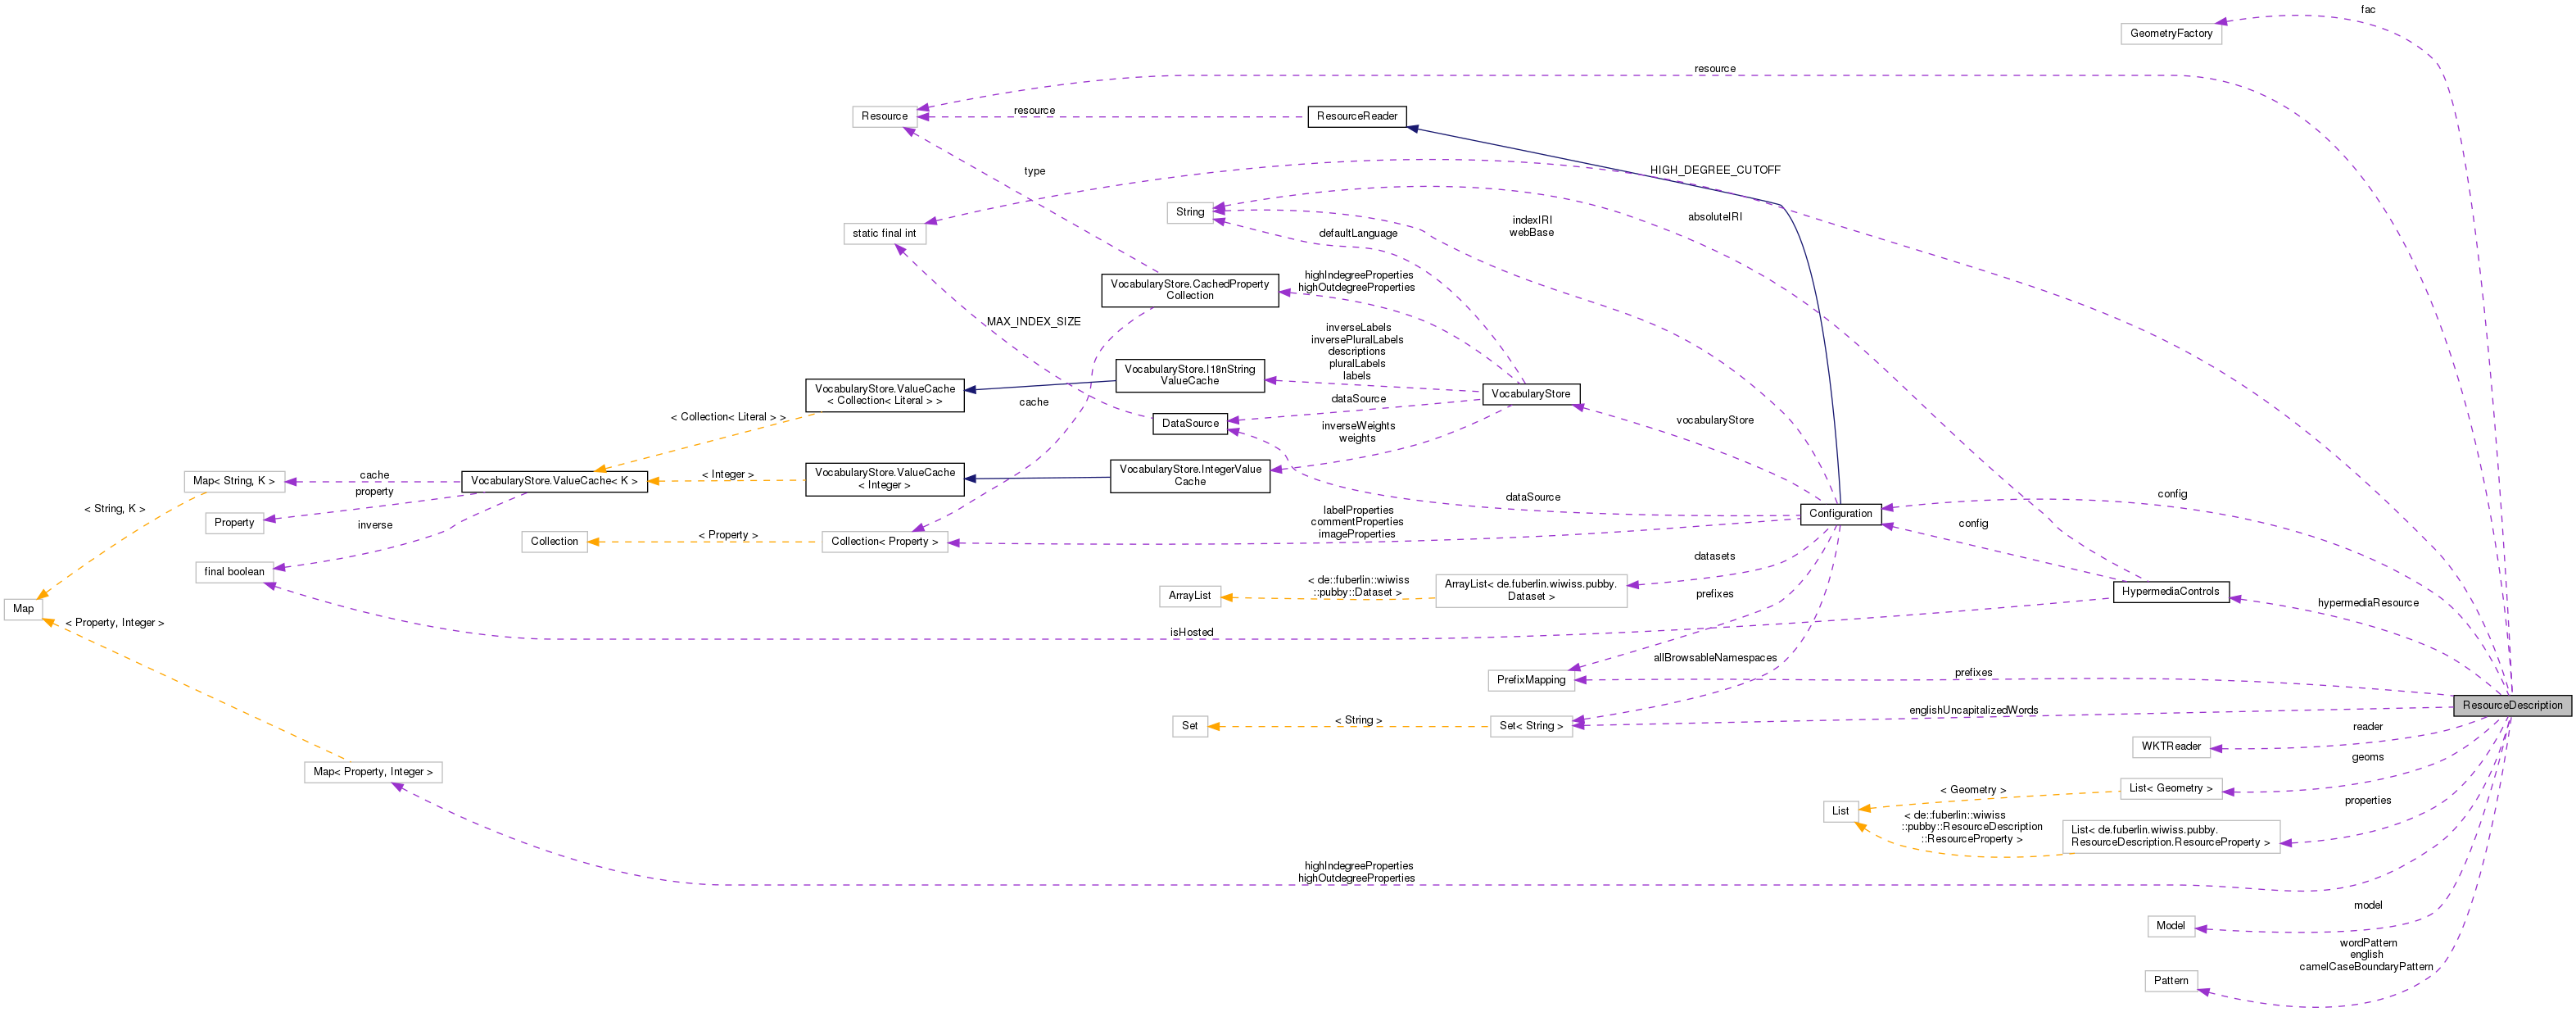 fac
GeometryFactory
resource
Resource
resource
ResourceReader
type
HIGH_DEGREE_CUTOFF
String
absoluteIRI
indexIRI
webBase
static final int
defaultLanguage
highIndegreeProperties
highOutdegreeProperties
VocabularyStore.CachedProperty
Collection
MAX_INDEX_SIZE
inverseLabels
inversePluralLabels
descriptions
pluralLabels
labels
VocabularyStore.I18nString
ValueCache
VocabularyStore.ValueCache
< Collection< Literal > >
VocabularyStore
dataSource
cache
< Collection< Literal > >
DataSource
vocabularyStore
inverseWeights
weights
VocabularyStore.IntegerValue
Cache
VocabularyStore.ValueCache
< Integer >
< Integer >
VocabularyStore.ValueCache< K >
cache
Map< String, K >
property
Property
inverse
< String, K >
dataSource
config
Configuration
config
labelProperties
commentProperties
imageProperties
Collection< Property >
< Property >
Collection
final boolean
datasets
ArrayList< de.fuberlin.wiwiss.pubby.
Dataset >
< de::fuberlin::wiwiss
::pubby::Dataset >
ArrayList
prefixes
HypermediaControls
hypermediaResource
Map
< Property, Integer >
isHosted
allBrowsableNamespaces
PrefixMapping
prefixes
ResourceDescription
englishUncapitalizedWords
Set< String >
< String >
Set
reader
WKTReader
geoms
List< Geometry >
< Geometry >
List
properties
< de::fuberlin::wiwiss
::pubby::ResourceDescription
::ResourceProperty >
List< de.fuberlin.wiwiss.pubby.
ResourceDescription.ResourceProperty >
Map< Property, Integer >
highIndegreeProperties
highOutdegreeProperties
model
Model
wordPattern
english
camelCaseBoundaryPattern
Pattern